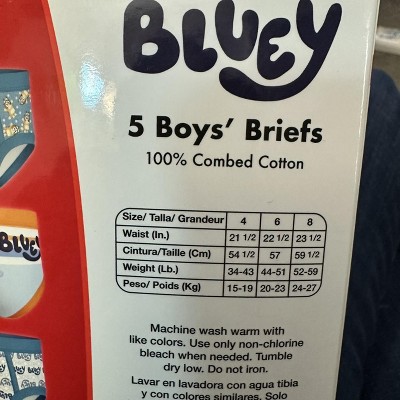 BLUEY
5 Boys' Briefs
100% Combed Cotton
Size/ Talla/ Grandeur 4 6 8
Waist (In.) 21 1/2 22 1/2 23 1/2
Cintura/Taille (Cm) 54 1/2 57 59 1/2
Weight (Lb.) 34-43 44-51 52-59
Peso/ Poids (Kg) 15-19 20-23 24-27
BLUEY
Machine wash warm with
like colors. Use only non-chlorine
bleach when needed. Tumble
dry low. Do not iron.
Lavar en lavadora con agua tibia
y con colores similares. Solo